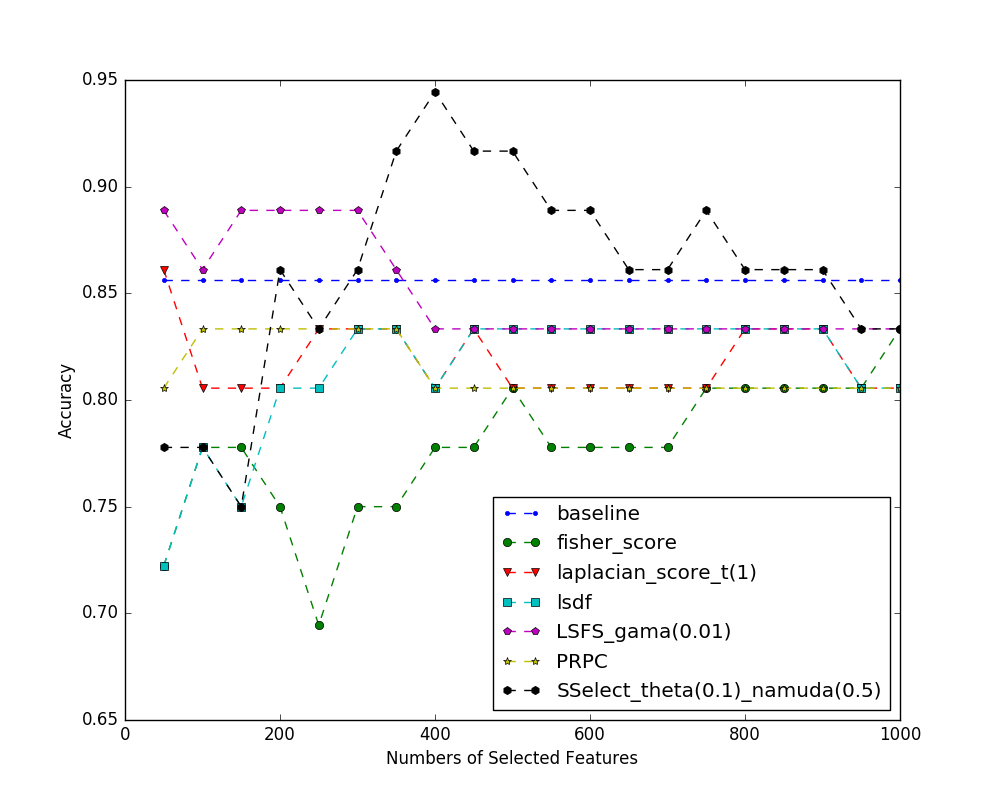 0.95
0.90
0.85
0.80
0.75
0.70
0.65
Accuracy
baseline
fisher_score
laplacian_score_t(1)
lsdf
LSFS_gama(0.01)
PRPC
SSelect_theta(0.1)_namuda(0.5)
0 200 400 600 800 1000
Numbers of Selected Features